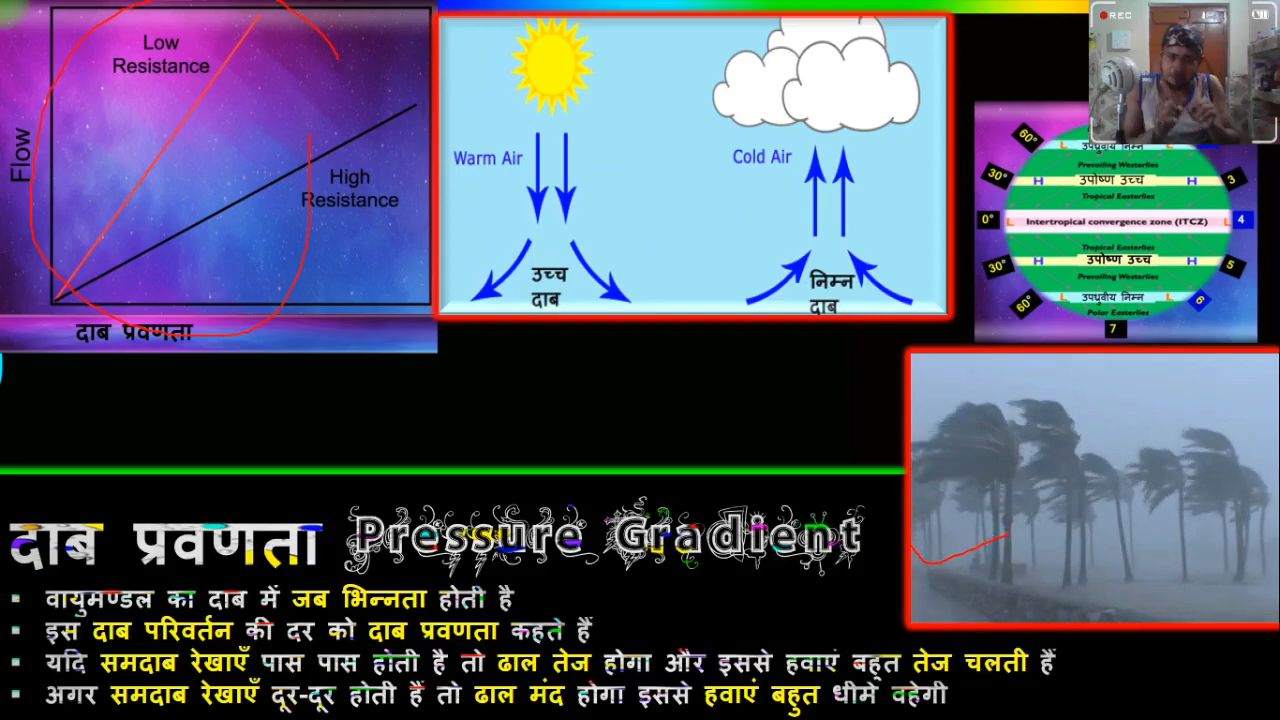 Low
Resistance
Flow
High
Resistance
दाब प्रवणता
Warm Air
उच्च
दाब
Cold Air
निम्न
दाब
REC
60°
उपध्रुवीय निम्न
Prevailing Westerlies
30°
H उपोष्ण उच्च H
3
Tropical Easterlies
0°
L Intertropical convergence zone (ITCZ) L
4
Tropical Easterlies
30°
H उपोष्ण उच्च H
5
Prevailing Westerlies
60°
L उपध्रुवीय निम्न L
6
Polar Easterlies
7
दाब प्रवणता Pressure Gradient
▪ वायुमण्डल का दाब में जब भिन्नता होती है
▪ इस दाब परिवर्तन की दर को दाब प्रवणता कहते हैं
▪ यदि समदाब रेखाएँ पास पास होती है तो ढाल तेज होगा और इससे हवाएं बहुत तेज चलती हैं
▪ अगर समदाब रेखाएँ दूर-दूर होती हैं तो ढाल मंद होगा इससे हवाएं बहुत धीमें वहेगी